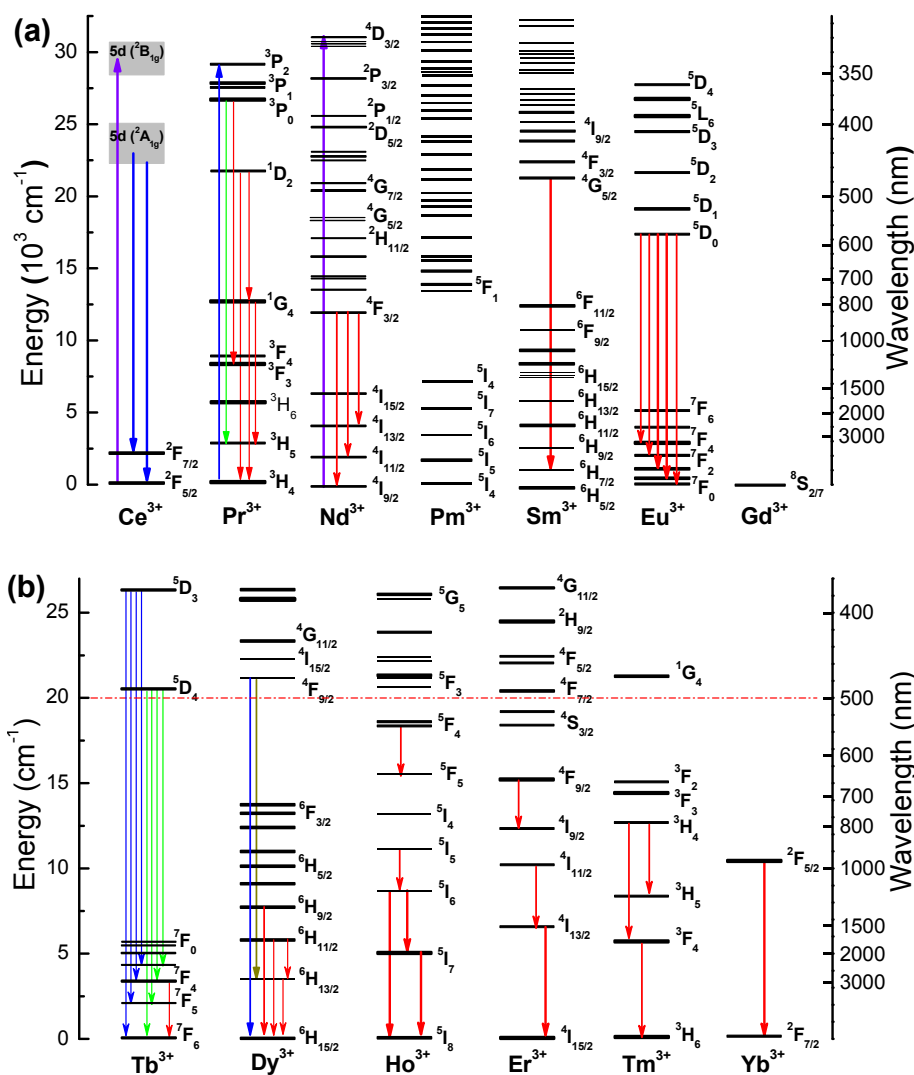 (a)
Energy (10³ cm⁻¹)
30
25
20
15
10
5
0
5d (²B₁g)
5d (²A₁g)
²F₇/₂
²F₅/₂
Ce³⁺
³P₂
³P₁
³P₀
¹D₂
¹G₄
³F₄
³F₃
³H₆
³H₅
³H₄
Pr³⁺
⁴D₃/₂
²P₃/₂
²P₁/₂
²D₅/₂
⁴G₇/₂
⁴G₅/₂
²H₁₁/₂
⁴F₃/₂
⁴I₁₅/₂
⁴I₁₃/₂
⁴I₁₁/₂
⁴I₉/₂
Nd³⁺
⁵F₁
⁵I₄
⁵I₇
⁵I₆
⁵I₅
⁵I₄
Pm³⁺
⁴I₉/₂
⁴F₃/₂
⁴G₅/₂
⁶F₁₁/₂
⁶F₉/₂
⁶H₁₅/₂
⁶H₁₃/₂
⁶H₁₁/₂
⁶H₉/₂
⁶H₇/₂
⁶H₅/₂
Sm³⁺
⁵D₄
⁵L₆
⁵D₃
⁵D₂
⁵D₁
⁵D₀
⁷F₆
⁷F₄
⁷F₄
⁷F₂
⁷F₀
Eu³⁺
⁸S₂/₇
Gd³⁺
350
400
500
600
700
800
1000
1500
2000
3000
Wavelength (nm)
(b)
Energy (cm⁻¹)
25
20
15
10
5
0
⁵D₃
⁵D₄
⁷F₀
⁷F₄
⁷F₅
⁷F₆
Tb³⁺
⁴G₁₁/₂
⁴I₁₅/₂
⁴F₉/₂
⁶F₃/₂
⁶H₅/₂
⁶H₉/₂
⁶H₁₁/₂
⁶H₁₃/₂
⁶H₁₅/₂
Dy³⁺
⁵G₅
⁵F₃
⁵F₄
⁵F₅
⁵I₄
⁵I₅
⁵I₆
⁵I₇
⁵I₈
Ho³⁺
⁴G₁₁/₂
²H₉/₂
⁴F₅/₂
⁴F₇/₂
⁴S₃/₂
⁴F₉/₂
⁴I₉/₂
⁴I₁₁/₂
⁴I₁₃/₂
⁴I₁₅/₂
Er³⁺
¹G₄
³F₂
³F₃
³H₄
³H₅
³F₄
³H₆
Tm³⁺
²F₅/₂
²F₇/₂
Yb³⁺
400
500
600
700
800
1000
1500
2000
3000
Wavelength (nm)